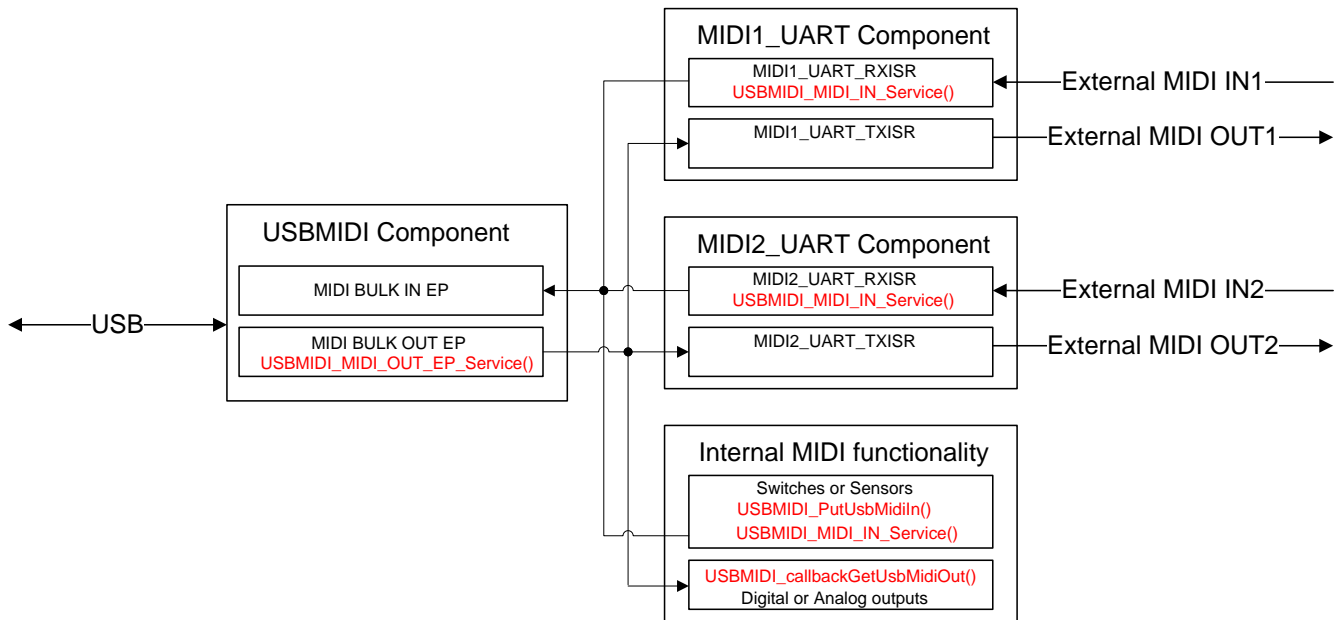 MIDI1_UART Component
MIDI1_UART_RXISR
USBMIDI_MIDI_IN_Service()
External MIDI IN1
MIDI1_UART_TXISR
External MIDI OUT1
USBMIDI Component
MIDI BULK IN EP
MIDI BULK OUT EP
USBMIDI_MIDI_OUT_EP_Service()
USB
MIDI2_UART Component
MIDI2_UART_RXISR
USBMIDI_MIDI_IN_Service()
External MIDI IN2
MIDI2_UART_TXISR
External MIDI OUT2
Internal MIDI functionality
Switches or Sensors
USBMIDI_PutUsbMidiIn()
USBMIDI_MIDI_IN_Service()
USBMIDI_callbackGetUsbMidiOut()
Digital or Analog outputs